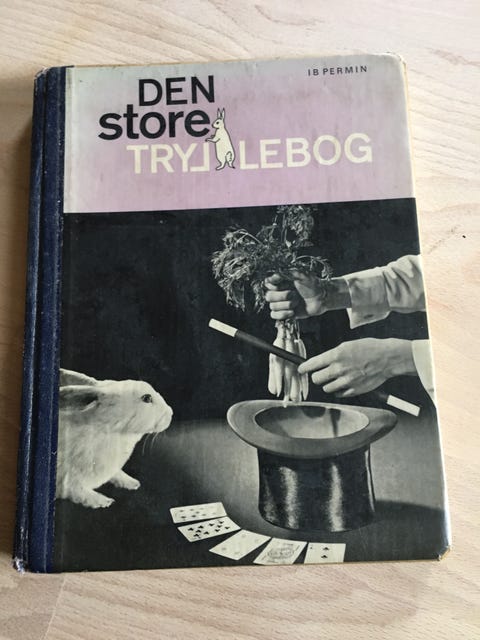 IB PERMIN
DEN
store
TRYLLEBOG